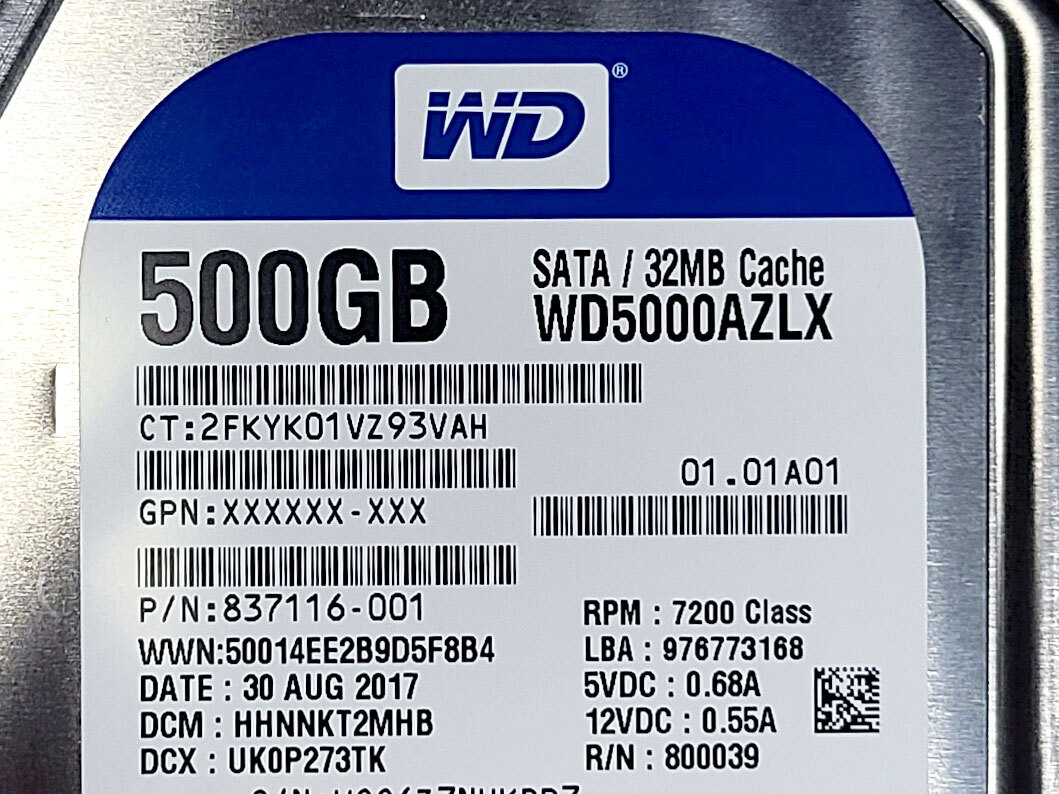 WD®
500GB
SATA / 32MB Cache
WD5000AZLX
CT:2FKYK01VZ93VAH
01.01A01
GPN:XXXXXX-XXX
P/N:837116-001
WWN:50014EE2B9D5F8B4
DATE : 30 AUG 2017
DCM : HHNNKT2MHB
DCX : UK0P273TK
RPM : 7200 Class
LBA : 976773168
5VDC : 0.68A
12VDC : 0.55A
R/N : 800039